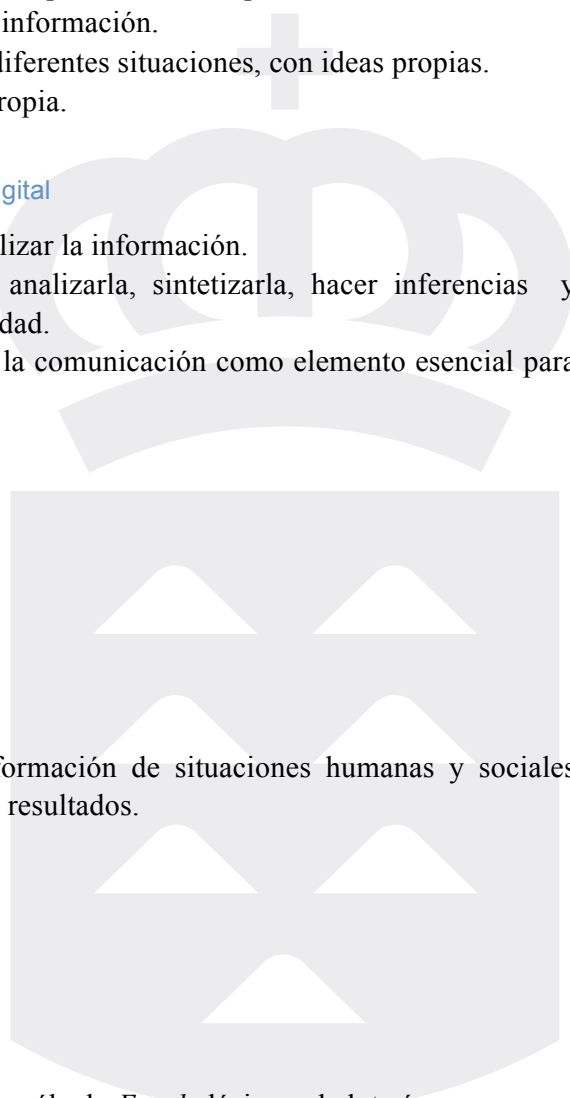 información.
diferentes situaciones, con ideas propias.
ropia.
gital
lizar la información.
analizarla, sintetizarla, hacer inferencias y
dad.
la comunicación como elemento esencial para
formación de situaciones humanas y sociales
resultados.